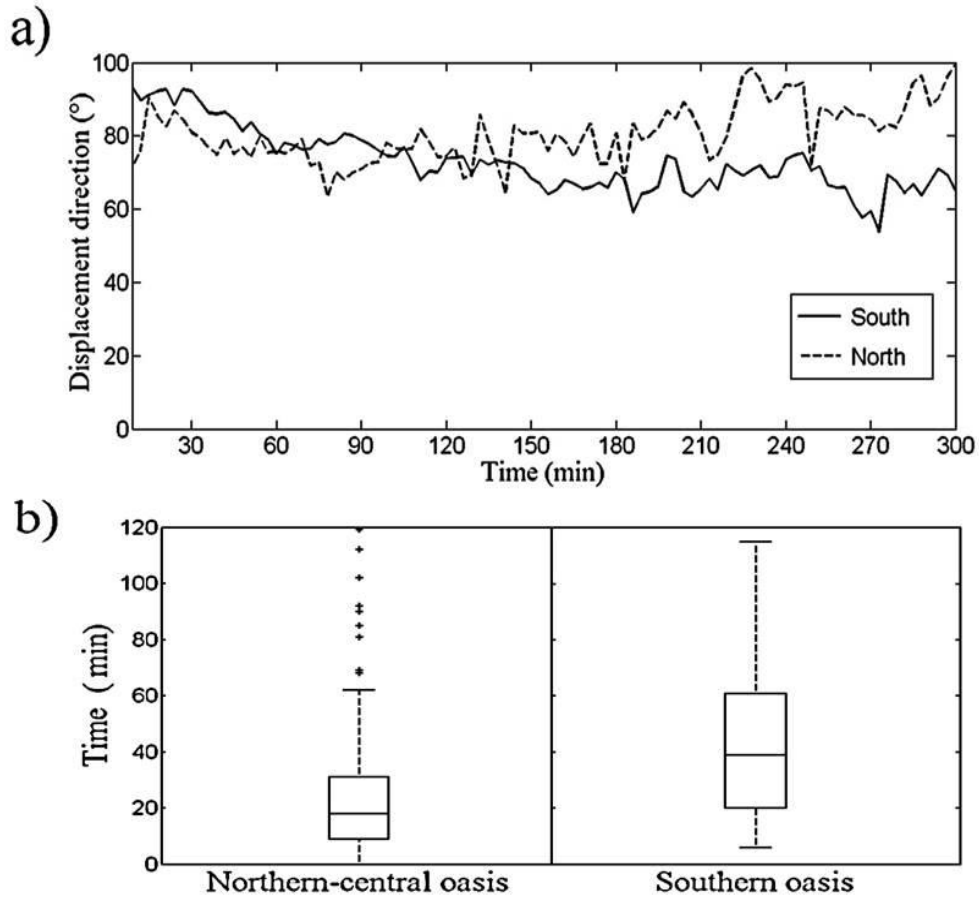 a)
Displacement direction (°)
100
80
60
40
20
0
30 60 90 120 150 180 210 240 270 300
Time (min)
South
North
b)
Time ( min)
120
100
80
60
40
20
0
Northern-central oasis
Southern oasis